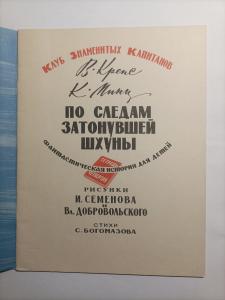 Клуб Знаменитых Капитанов
В. Крепс
К. Минц
ПО СЛЕДАМ
ЗАТОНУВШЕЙ
ШХУНЫ
фантастическая история для детей
РИСУНКИ
И. СЕМЕНОВА
и
Вл. ДОБРОВОЛЬСКОГО
СТИХИ
С. БОГОМАЗОВА